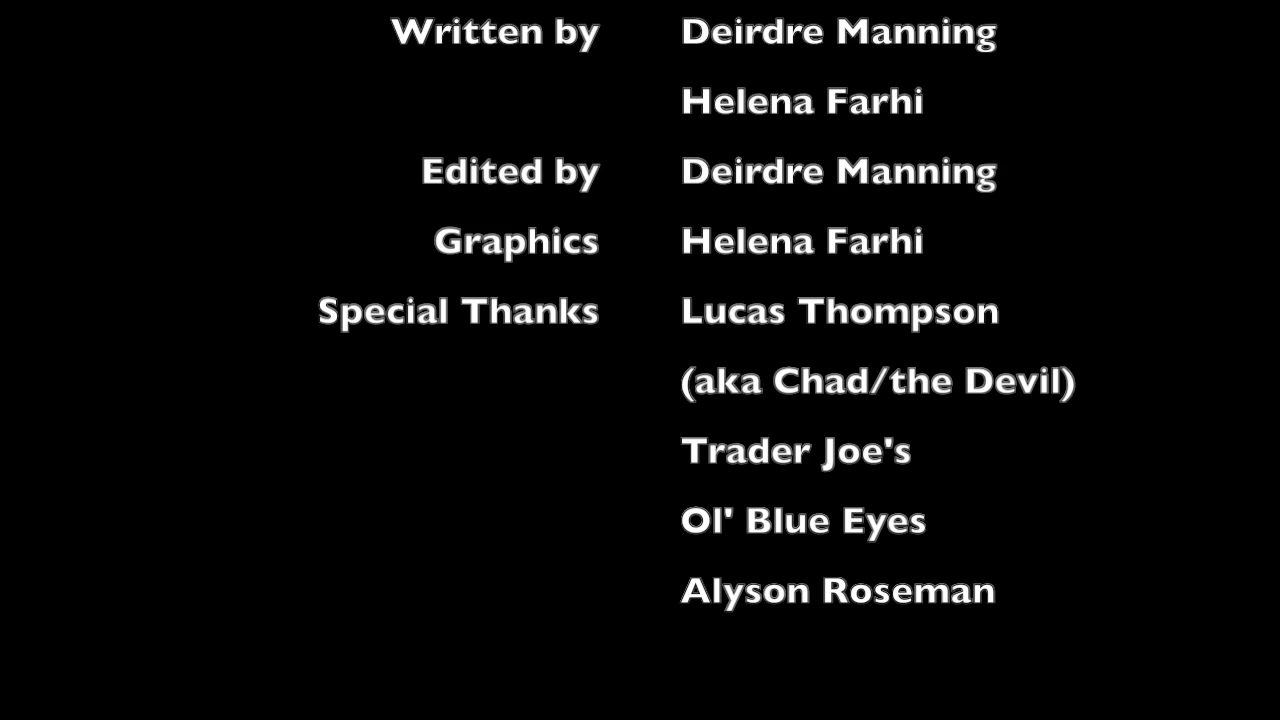 Written by Deirdre Manning
Helena Farhi
Edited by Deirdre Manning
Graphics Helena Farhi
Special Thanks Lucas Thompson
(aka Chad/the Devil)
Trader Joe's
Ol' Blue Eyes
Alyson Roseman